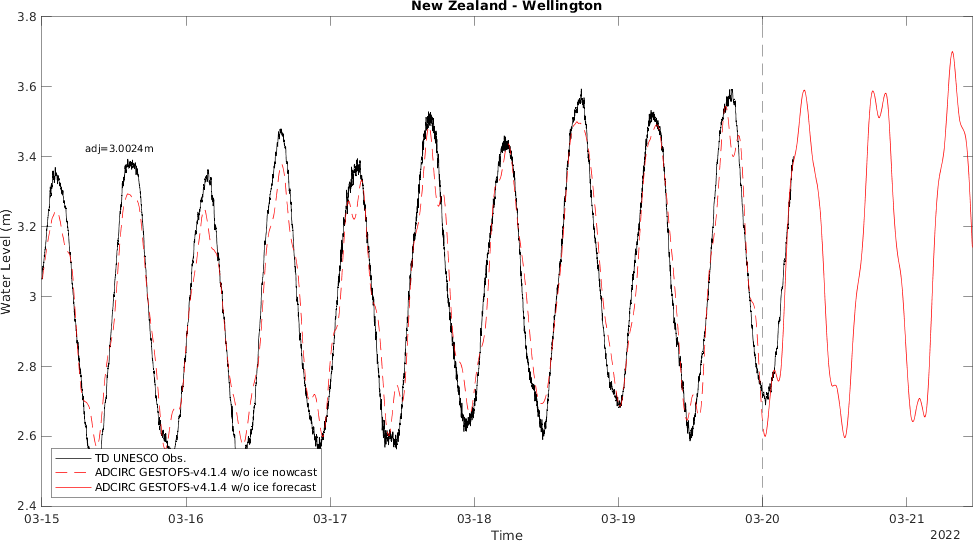 New Zealand - Wellington
3.8
3.6
3.4
3.2
3
2.8
2.6
2.4
Water Level (m)
adj=3.0024m
TD UNESCO Obs.
ADCIRC GESTOFS-v4.1.4 w/o ice nowcast
ADCIRC GESTOFS-v4.1.4 w/o ice forecast
03-15 03-16 03-17 03-18 03-19 03-20 03-21
Time
2022